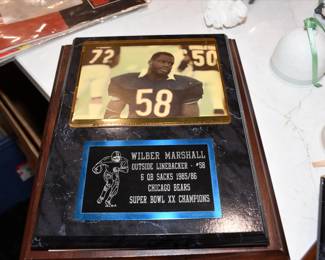 72
50
58
WILBER MARSHALL
OUTSIDE LINEBACKER - #58
6 QB SACKS 1985/86
CHICAGO BEARS
SUPER BOWL XX CHAMPIONS